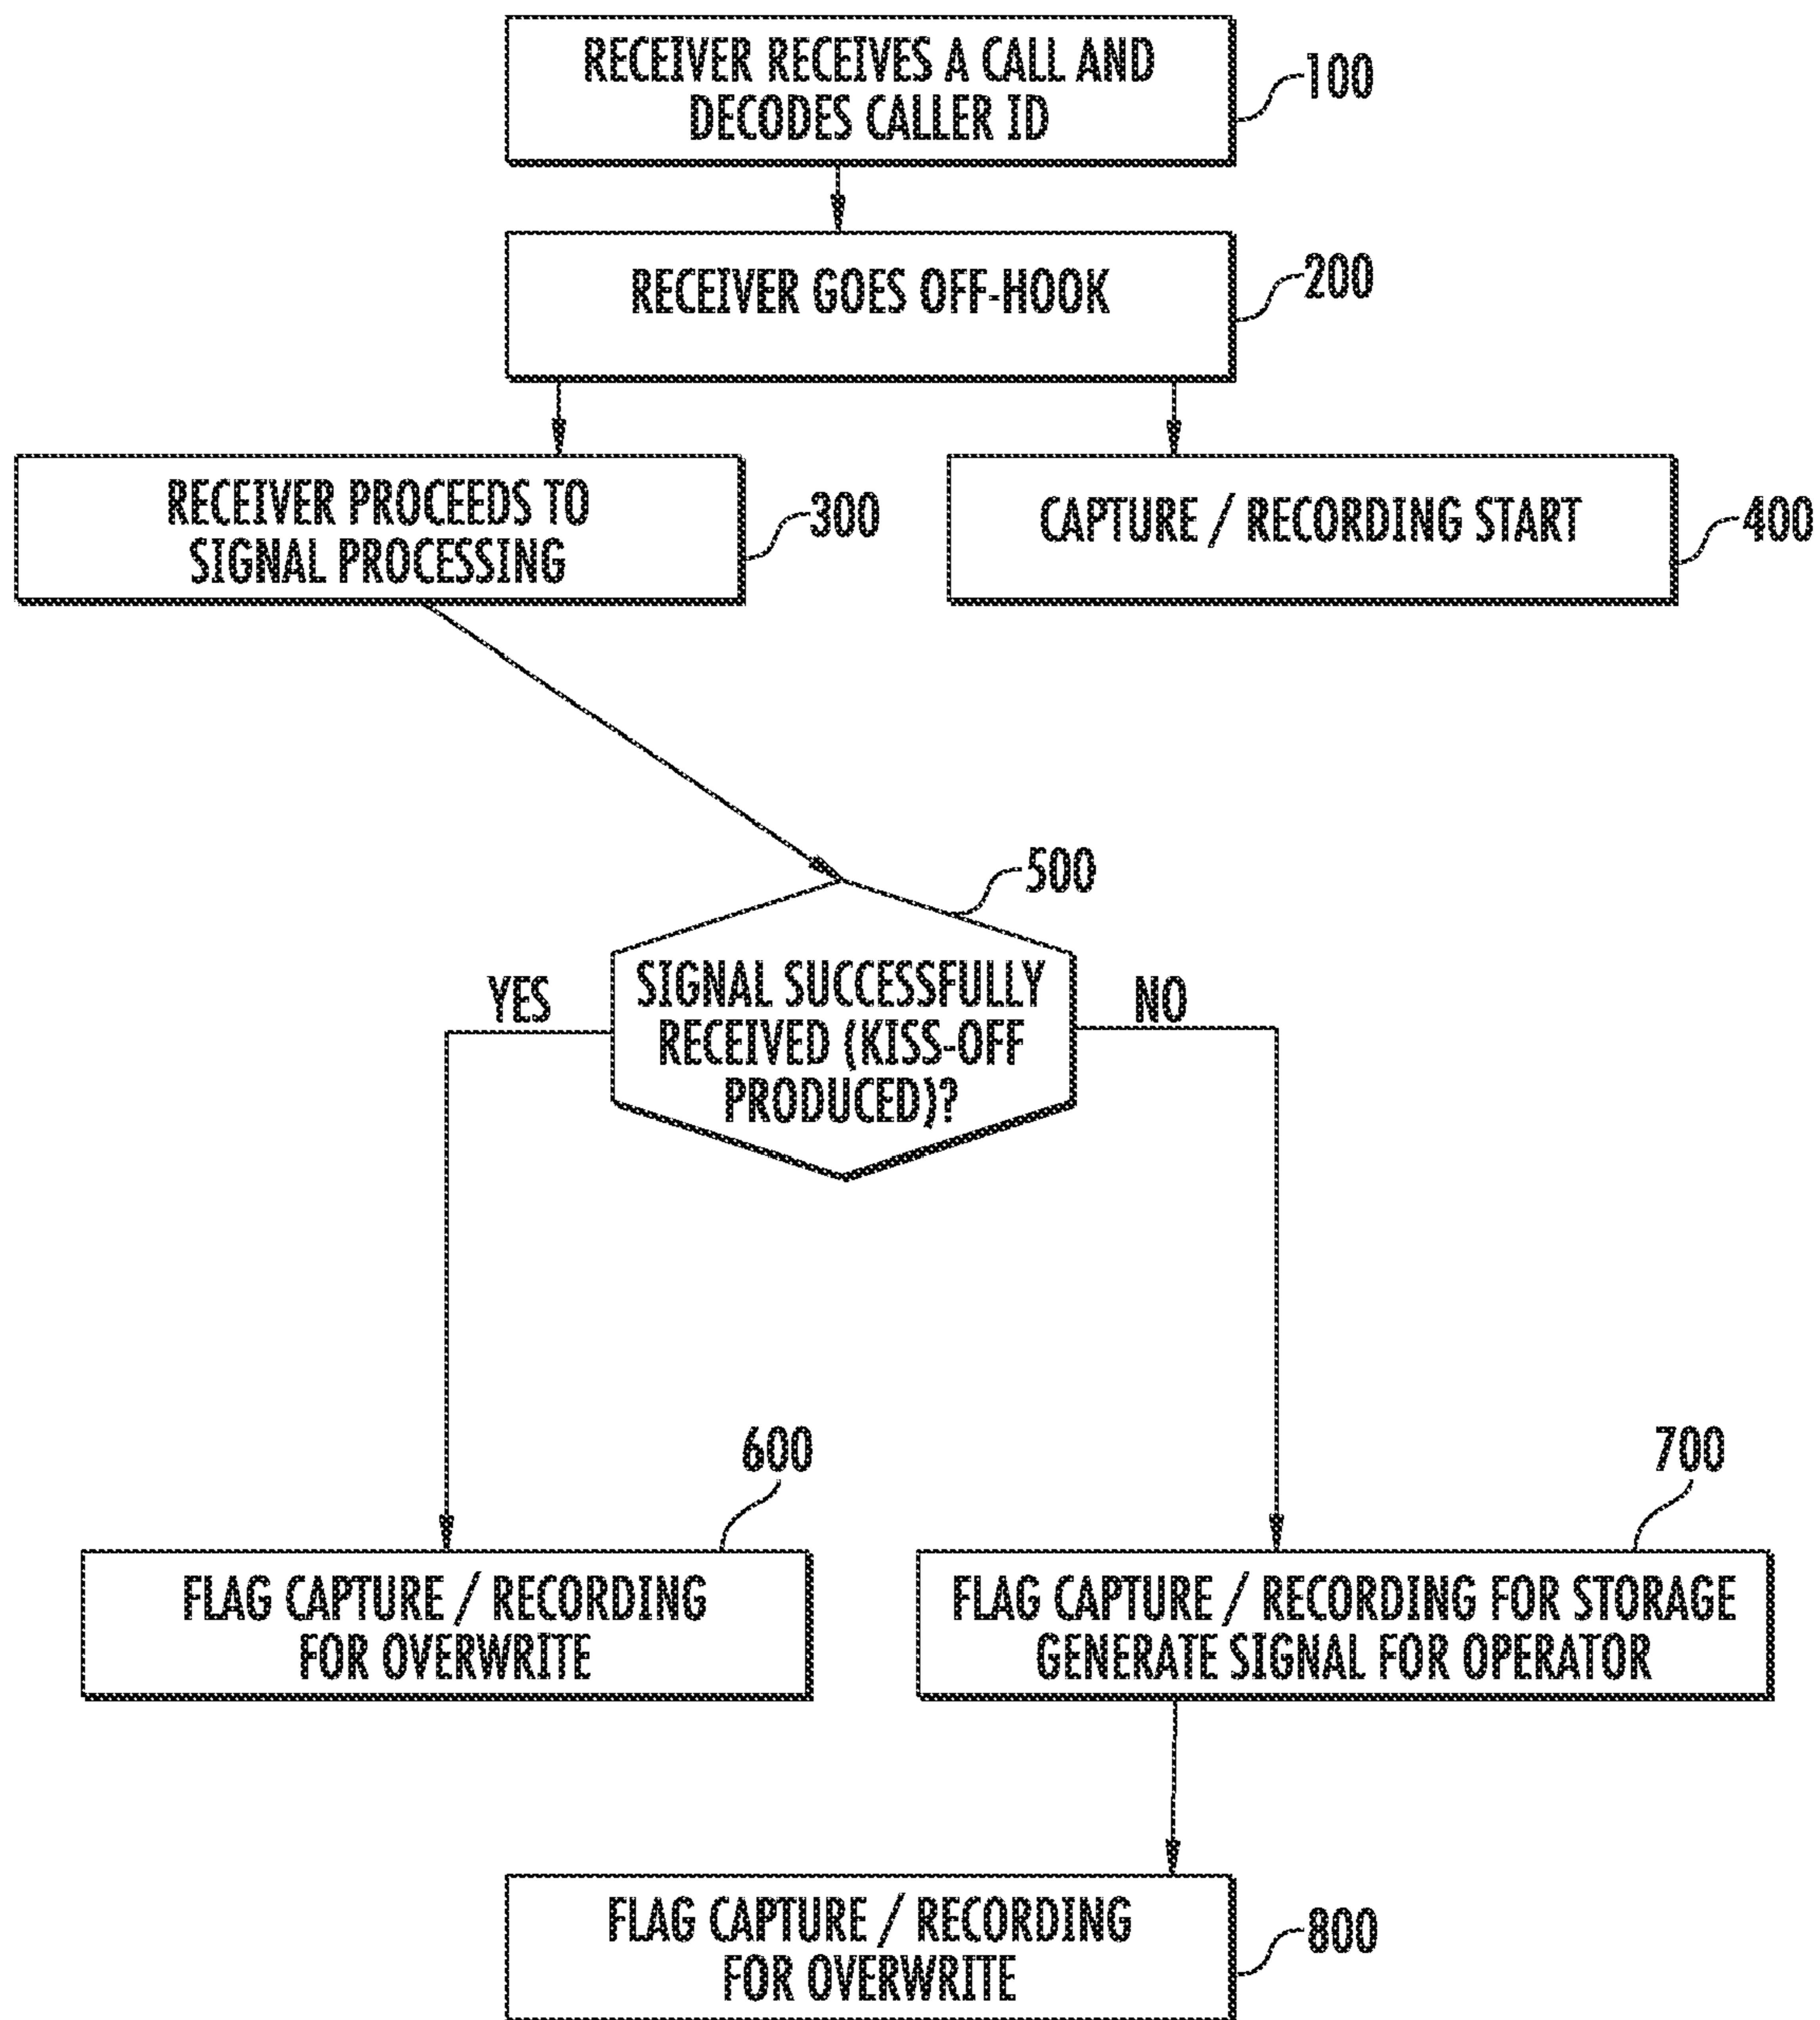 RECEIVER RECEIVES A CALL AND
DECODES CALLER ID
100
RECEIVER GOES OFF-HOOK
200
RECEIVER PROCEEDS TO
SIGNAL PROCESSING
300
CAPTURE / RECORDING START
400
500
SIGNAL SUCCESSFULLY
RECEIVED (KISS-OFF
PRODUCED)?
YES
NO
600
FLAG CAPTURE / RECORDING
FOR OVERWRITE
700
FLAG CAPTURE / RECORDING FOR STORAGE
GENERATE SIGNAL FOR OPERATOR
FLAG CAPTURE / RECORDING
FOR OVERWRITE
800